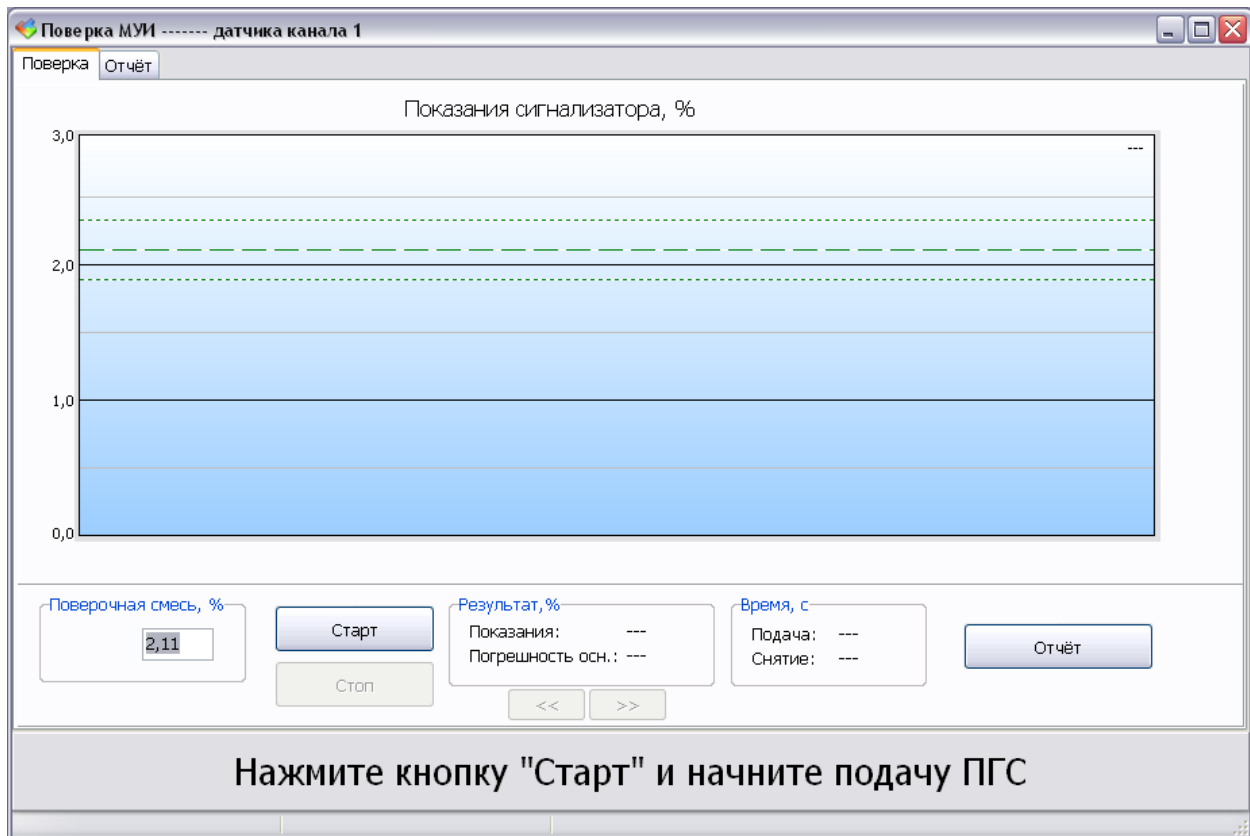 Поверка МУИ ------- датчика канала 1
Поверка Отчёт
Показания сигнализатора, %
3,0
---
2,0
1,0
0,0
Поверочная смесь, %
2,11
Старт
Стоп
Результат,%
Показания: ---
Погрешность осн.: ---
<< >>
Время, с
Подача: ---
Снятие: ---
Отчёт
Нажмите кнопку "Старт" и начните подачу ПГС